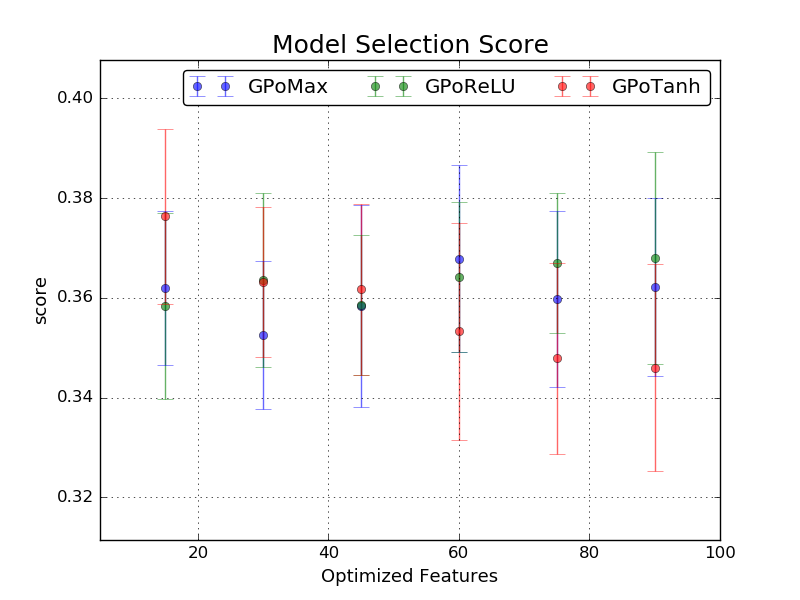 Model Selection Score
GPoMax GPoReLU GPoTanh
0.40
0.38
0.36
0.34
0.32
score
20 40 60 80 100
Optimized Features